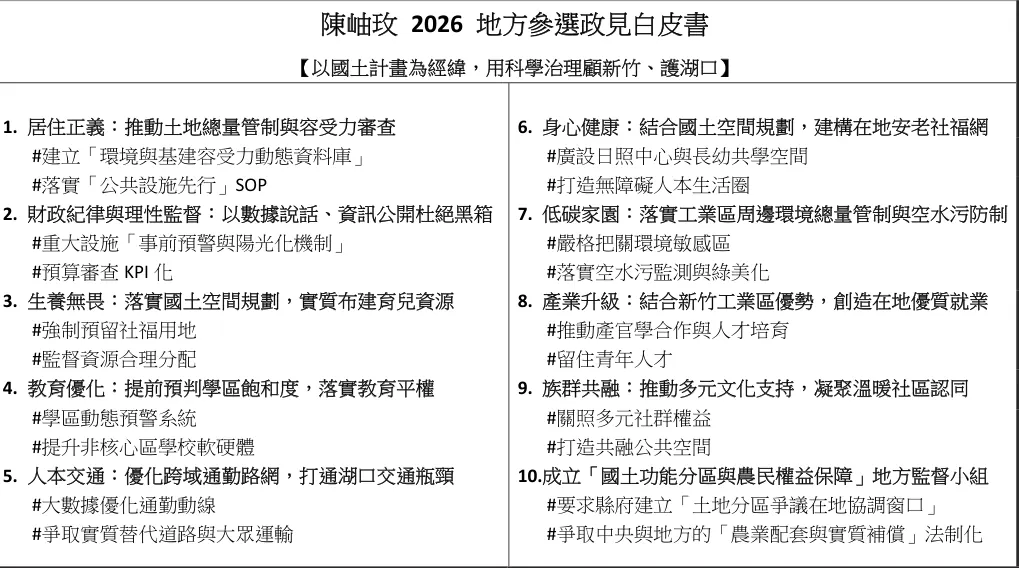 陳岫玫 2026 地方參選政見白皮書
【以國土計畫為經緯，用科學治理顧新竹、護湖口】
1. 居住正義：推動土地總量管制與容受力審查
#建立「環境與基建容受力動態資料庫」
#落實「公共設施先行」SOP
2. 財政紀律與理性監督：以數據說話、資訊公開杜絕黑箱
#重大設施「事前預警與陽光化機制」
#預算審查 KPI 化
3. 生養無畏：落實國土空間規劃，實質布建育兒資源
#強制預留社福用地
#監督資源合理分配
4. 教育優化：提前預判學區飽和度，落實教育平權
#學區動態預警系統
#提升非核心區學校軟硬體
5. 人本交通：優化跨域通勤路網，打通湖口交通瓶頸
#大數據優化通勤動線
#爭取實質替代道路與大眾運輸
6. 身心健康：結合國土空間規劃，建構在地安老社福網
#廣設日照中心與長幼共學空間
#打造無障礙人本生活圈
7. 低碳家園：落實工業區周邊環境總量管制與空水污防制
#嚴格把關環境敏感區
#落實空水污監測與綠美化
8. 產業升級：結合新竹工業區優勢，創造在地優質就業
#推動產官學合作與人才培育
#留住青年人才
9. 族群共融：推動多元文化支持，凝聚溫暖社區認同
#關照多元社群權益
#打造共融公共空間
10.成立「國土功能分區與農民權益保障」地方監督小組
#要求縣府建立「土地分區爭議在地協調窗口」
#爭取中央與地方的「農業配套與實質補償」法制化